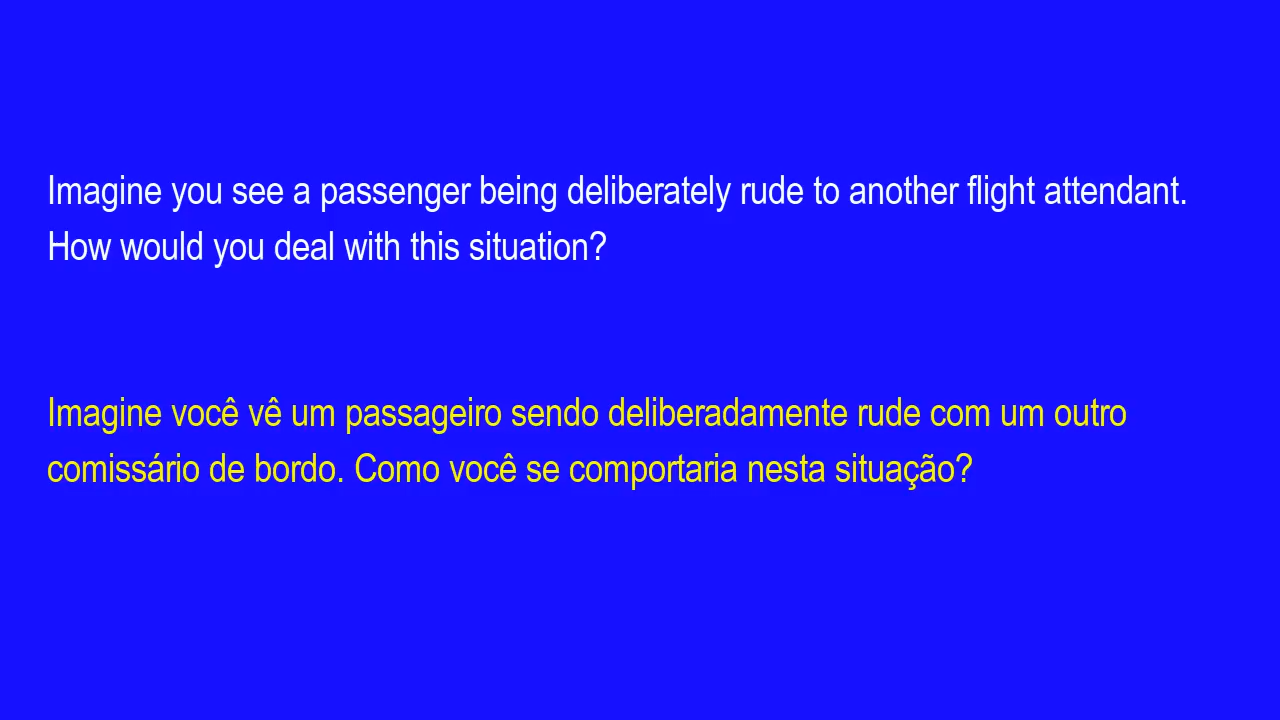 Imagine you see a passenger being deliberately rude to another flight attendant.
How would you deal with this situation?
Imagine você vê um passageiro sendo deliberadamente rude com um outro
comissário de bordo. Como você se comportaria nesta situação?